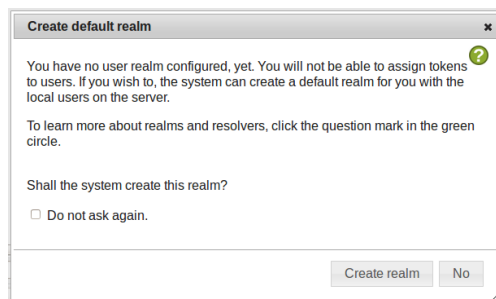 Create default realm
×
?
You have no user realm configured, yet. You will not be able to assign tokens
to users. If you wish to, the system can create a default realm for you with the
local users on the server.
To learn more about realms and resolvers, click the question mark in the green
circle.
Shall the system create this realm?
Do not ask again.
Create realm
No